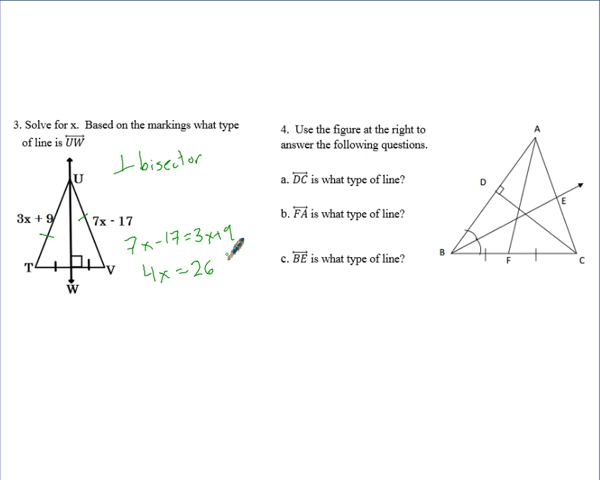 3. Solve for x. Based on the markings what type
of line is UW
⊥ bisector
U
3x + 9
7x - 17
7x-17=3x+9
4x=26
T
V
W
4. Use the figure at the right to
answer the following questions.
a. DC is what type of line?
b. FA is what type of line?
c. BE is what type of line?
A
D
E
B
F
C